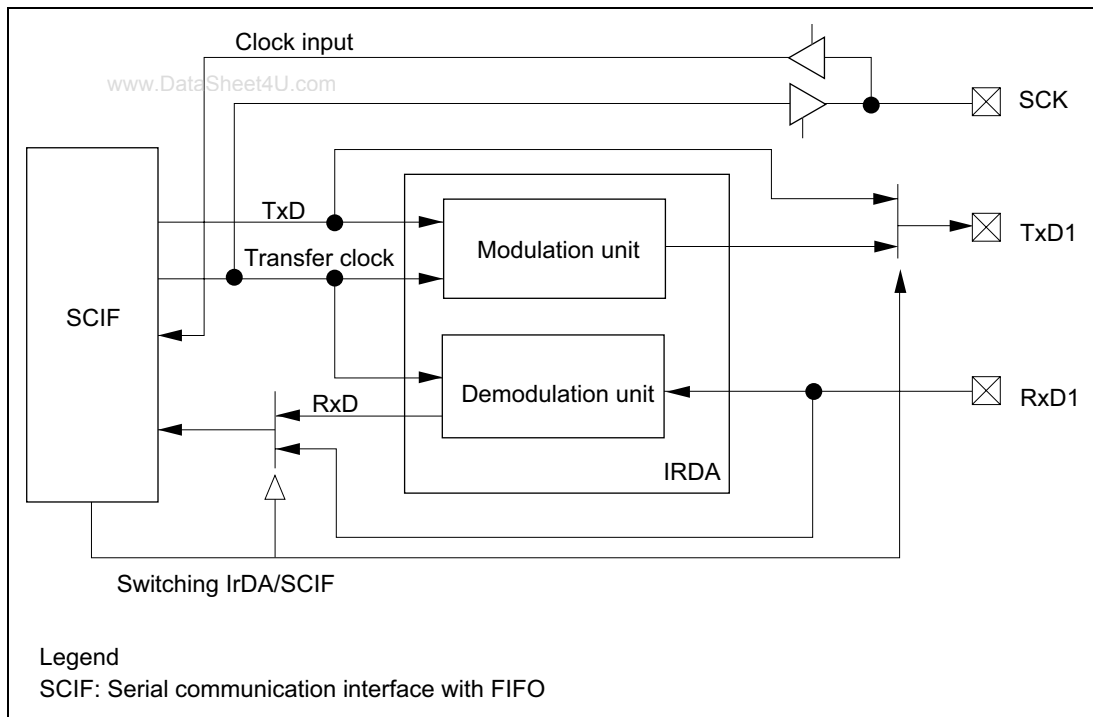 Clock input
www.DataSheet4U.com
SCK
TxD
TxD1
Transfer clock
Modulation unit
SCIF
Demodulation unit
RxD
RxD1
IRDA
Switching IrDA/SCIF
Legend
SCIF: Serial communication interface with FIFO